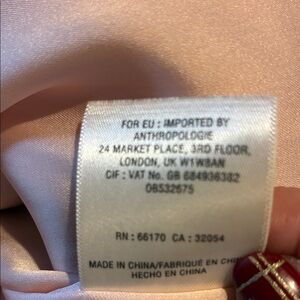 FOR EU : IMPORTED BY
ANTHROPOLOGIE
24 MARKET PLACE, 3RD FLOOR,
LONDON, UK W1W8AN
CIF : VAT No. GB 684936382
08532675
RN : 66170 CA : 32054
MADE IN CHINA/FABRIQUÉ EN
HECHO EN CHINA